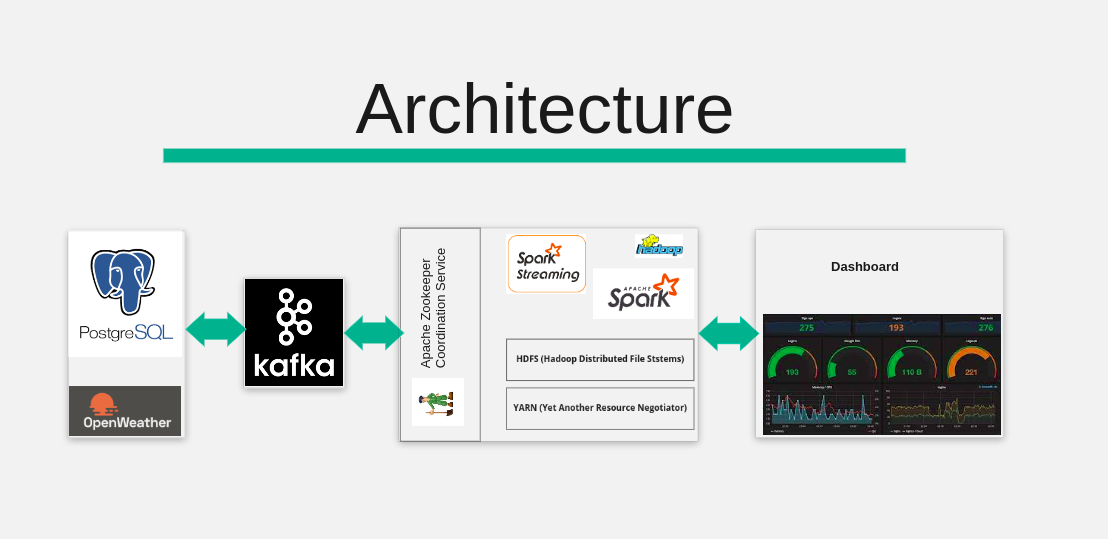 Architecture
PostgreSQL
OpenWeather
kafka
Apache Zookeeper
Coordination Service
Spark
Streaming
hadoop
APACHE
Spark
HDFS (Hadoop Distributed File Ststems)
YARN (Yet Another Resource Negotiator)
Dashboard
275
193
276
193
55
110 B
221